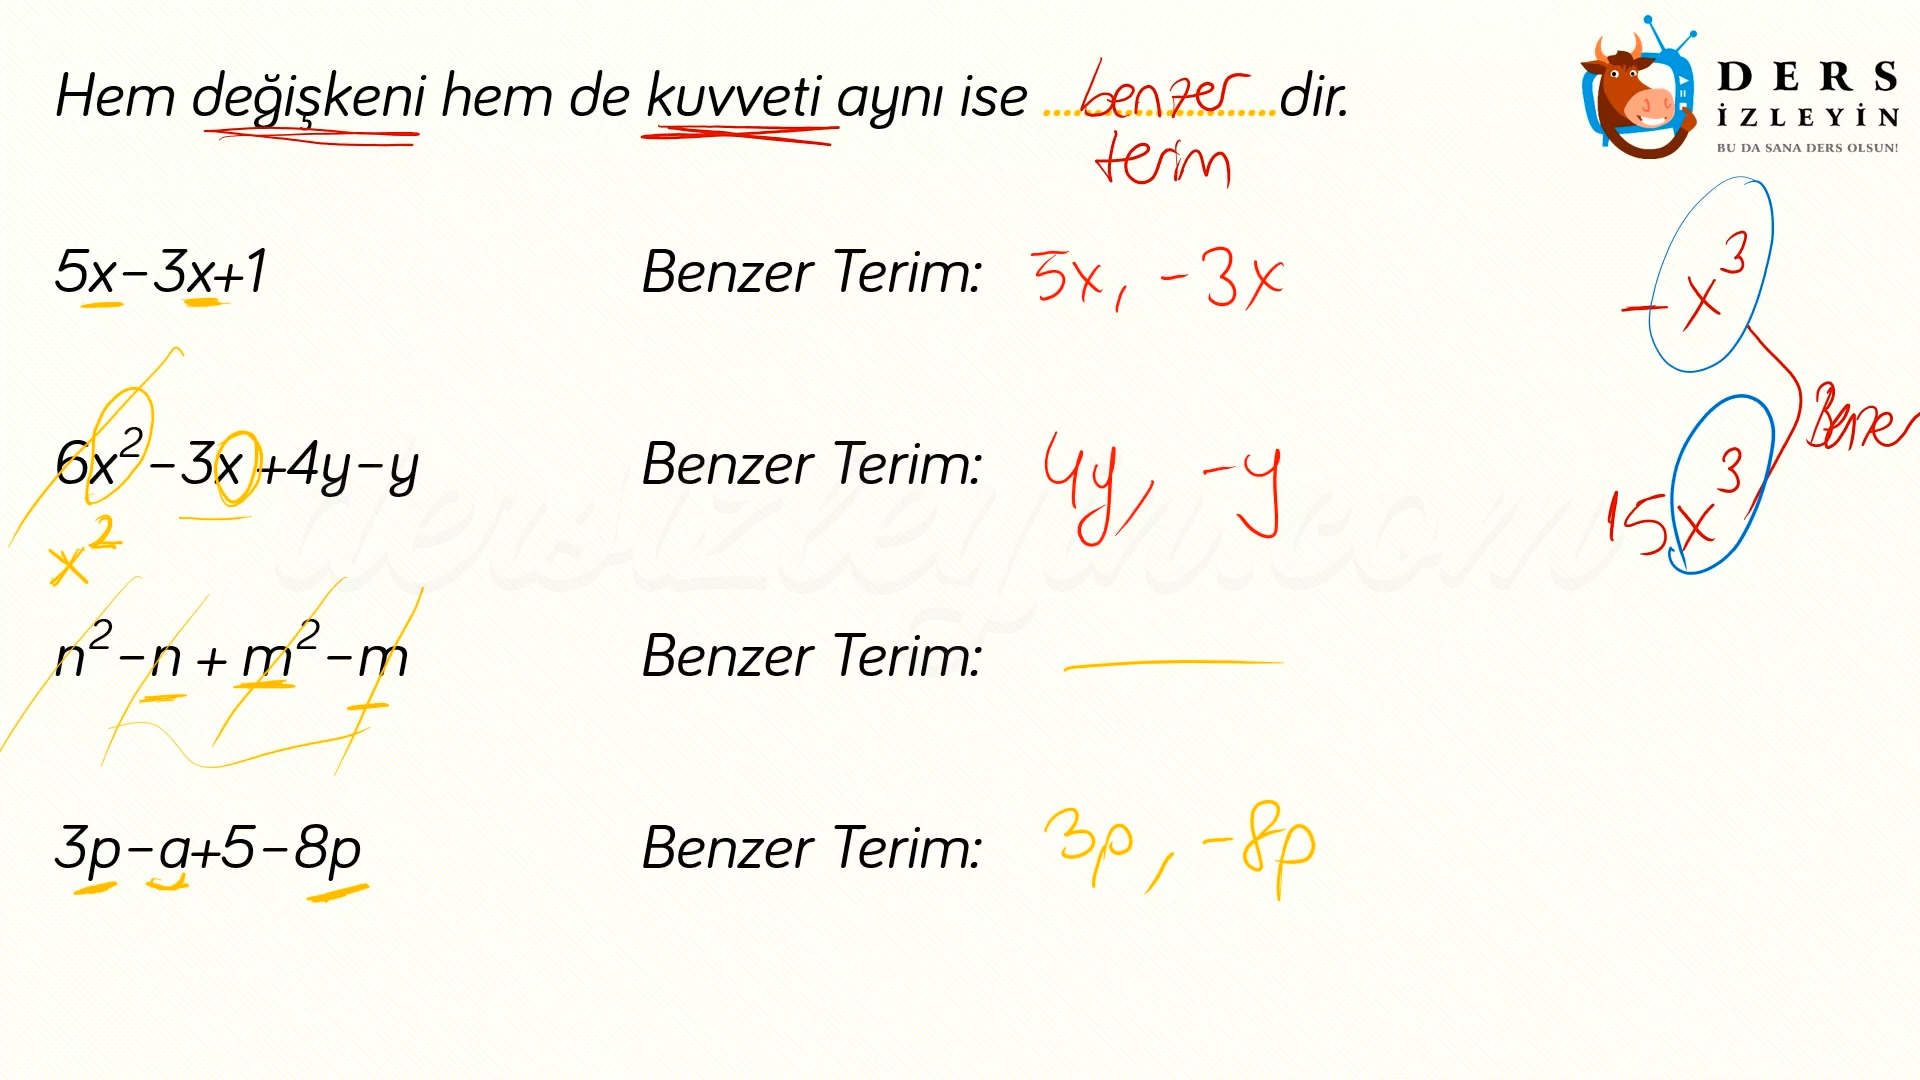 Hem değişkeni hem de kuvveti aynı ise benzer dir.
terim
DERS
İZLEYİN
BU DA SANA DERS OLSUN!
5x-3x+1 Benzer Terim: 5x, -3x
-x³
6x²-3x+4y-y Benzer Terim: 4y, -y
x²
15x³
n²-n+m²-m Benzer Terim:
3p-a+5-8p Benzer Terim: 3p, -8p
dersizleyin.com